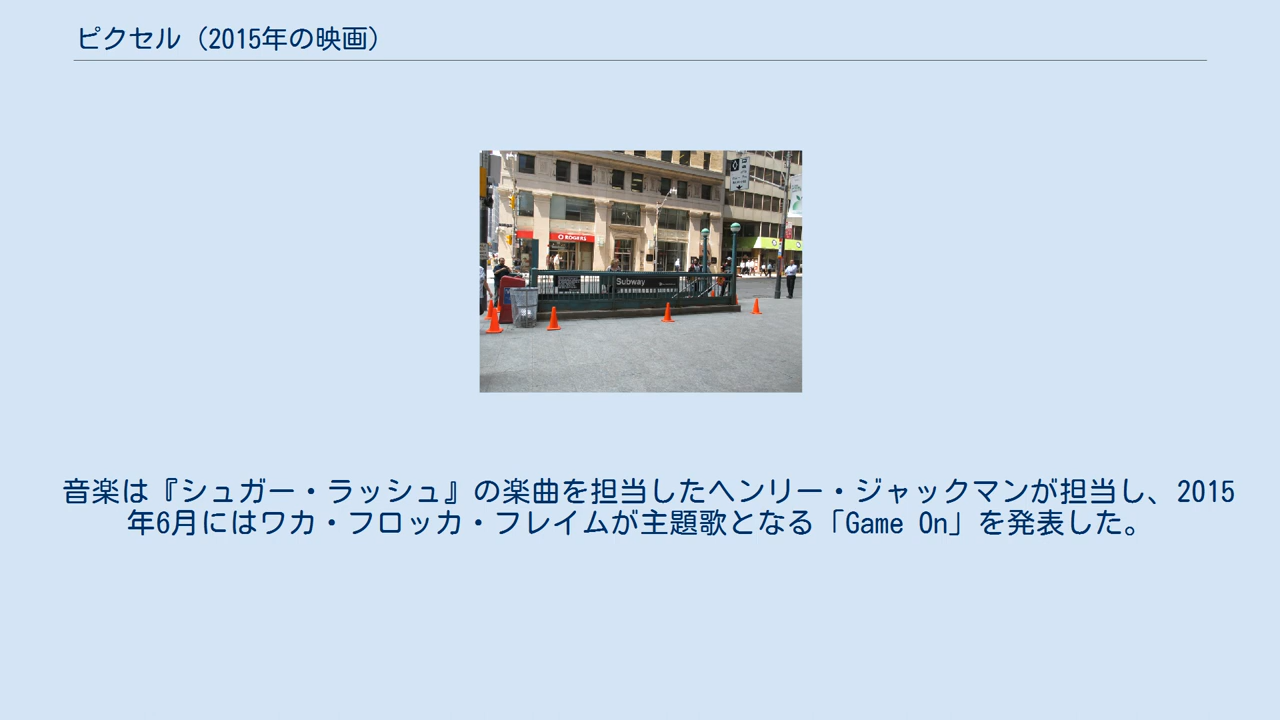 ピクセル（2015年の映画）
ROGERS
Subway
音楽は『シュガー・ラッシュ』の楽曲を担当したヘンリー・ジャックマンが担当し、2015
年6月にはワカ・フロッカ・フレイムが主題歌となる「Game On」を発表した。